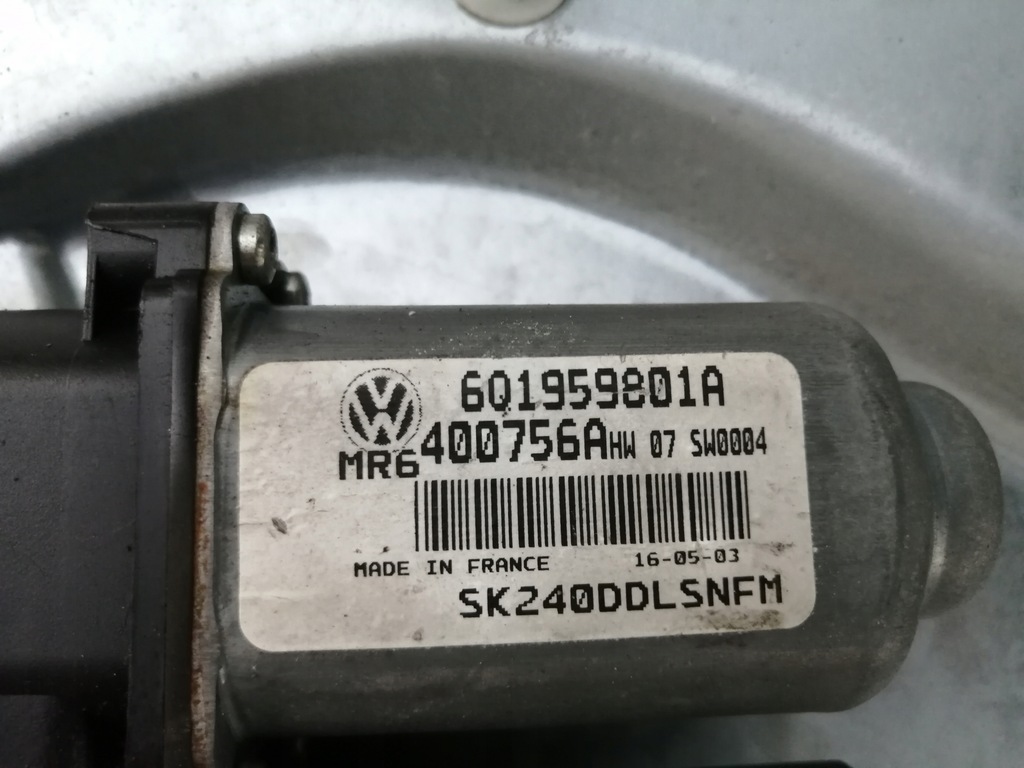 6Q1959801A
400756A HW 07 SW0004
MR6
MADE IN FRANCE 16-05-03
SK240DDLSNFM